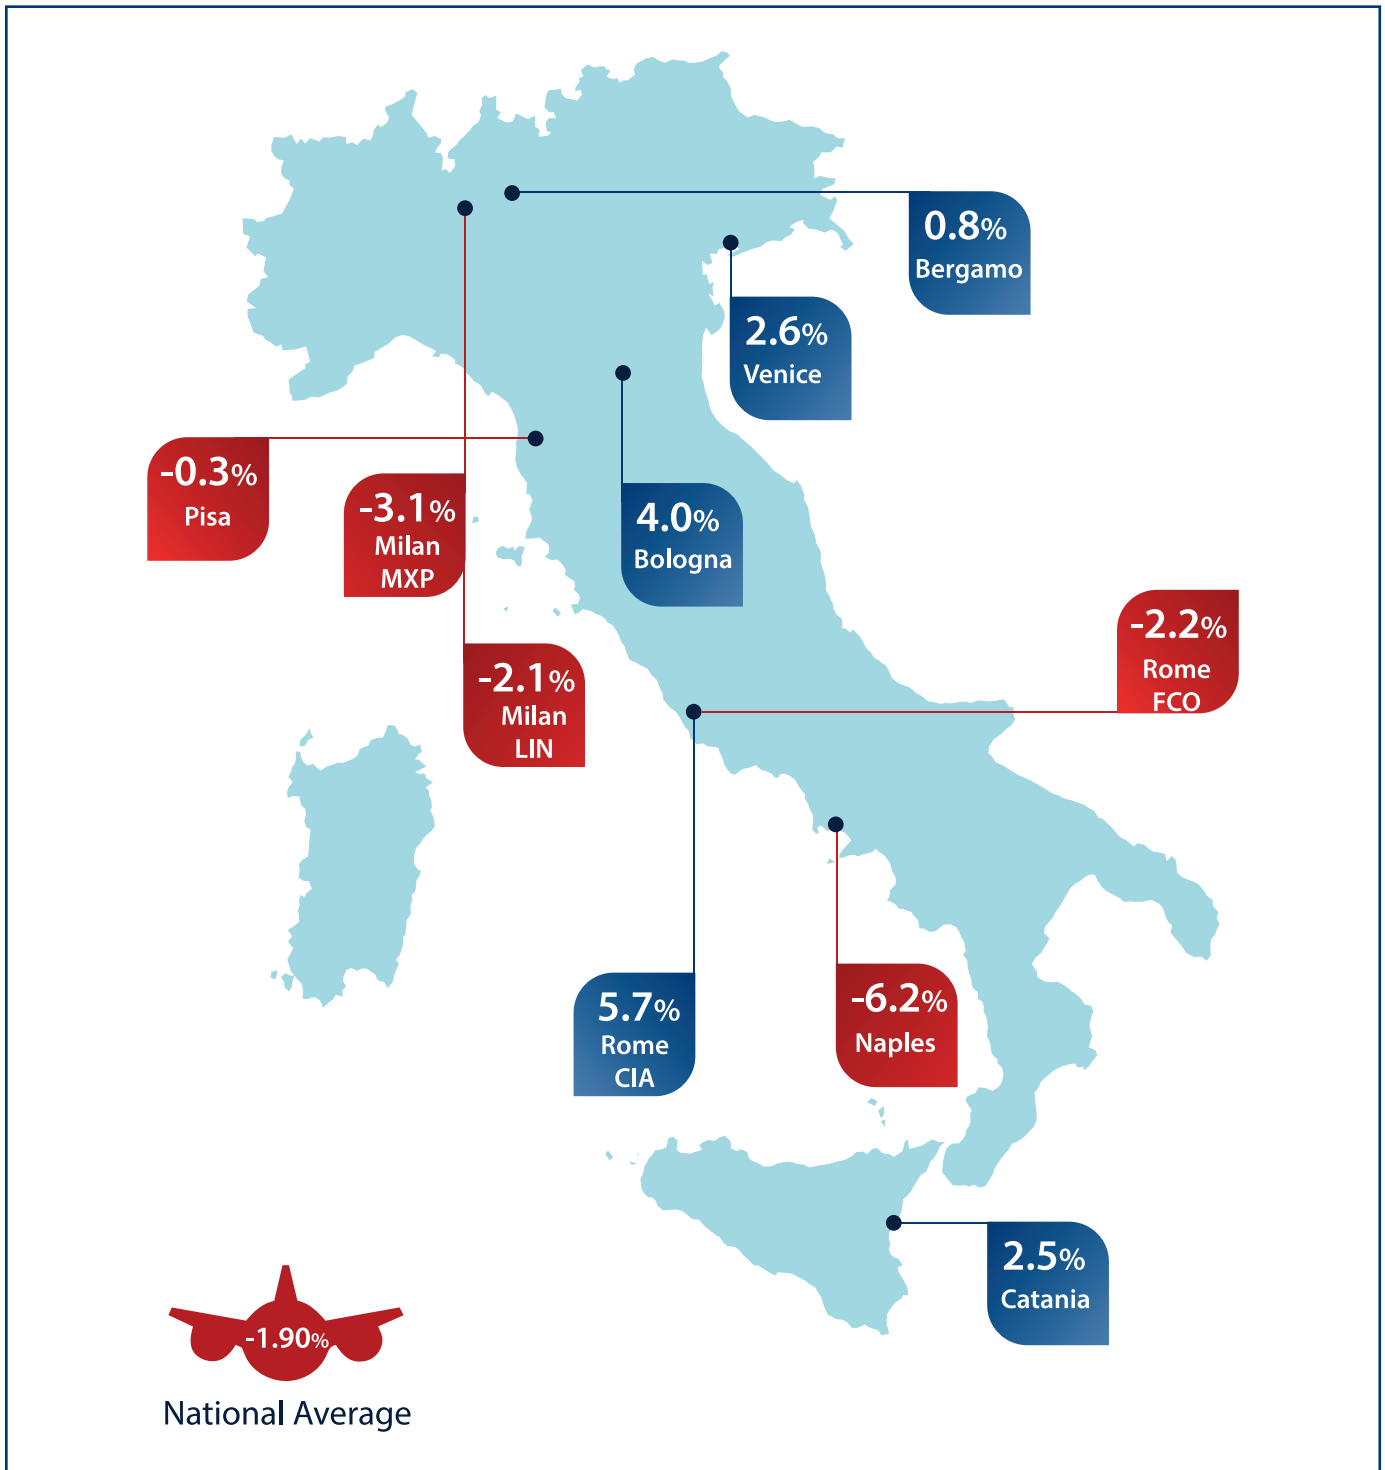 0.8%
Bergamo
2.6%
Venice
-0.3%
Pisa
-3.1%
Milan
MXP
4.0%
Bologna
-2.2%
Rome
FCO
-2.1%
Milan
LIN
5.7%
Rome
CIA
-6.2%
Naples
2.5%
Catania
-1.90%
National Average